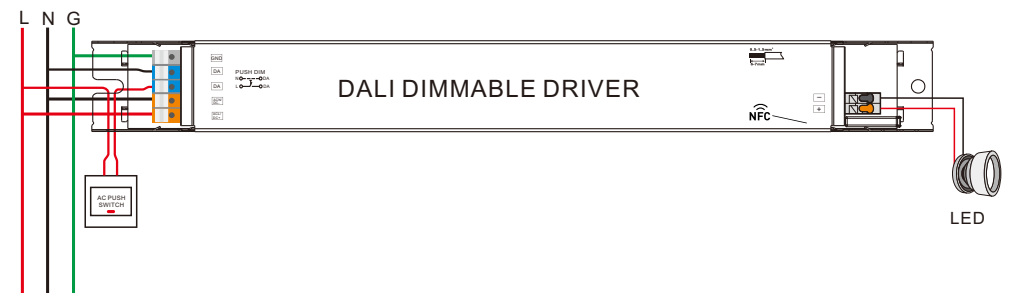 L N G
GND
DA
DA
PUSH DIM
N DA
L DA
DALI DIMMABLE DRIVER
NFC
−
+
AC PUSH
SWITCH
LED